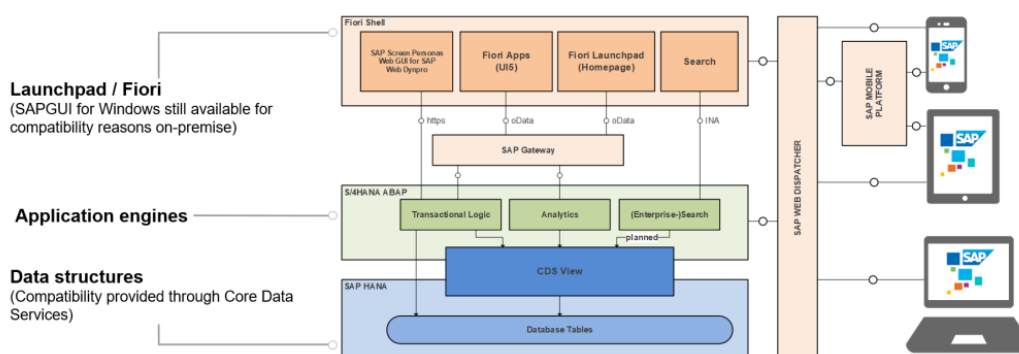 Fiori Shell
SAP Screen Personas
Web GUI for SAP
Web Dynpro
Fiori Apps
(UI5)
Fiori Launchpad
(Homepage)
Search
Launchpad / Fiori
(SAPGUI for Windows still available for
compatibility reasons on-premise)
https
oData
oData
INA
SAP Gateway
S/4HANA ABAP
Application engines
Transactional Logic
Analytics
(Enterprise-)Search
planned
Data structures
(Compatibility provided through Core Data
Services)
CDS View
SAP HANA
Database Tables
SAP WEB DISPATCHER
SAP MOBILE
PLATFORM
SAP
SAP
SAP